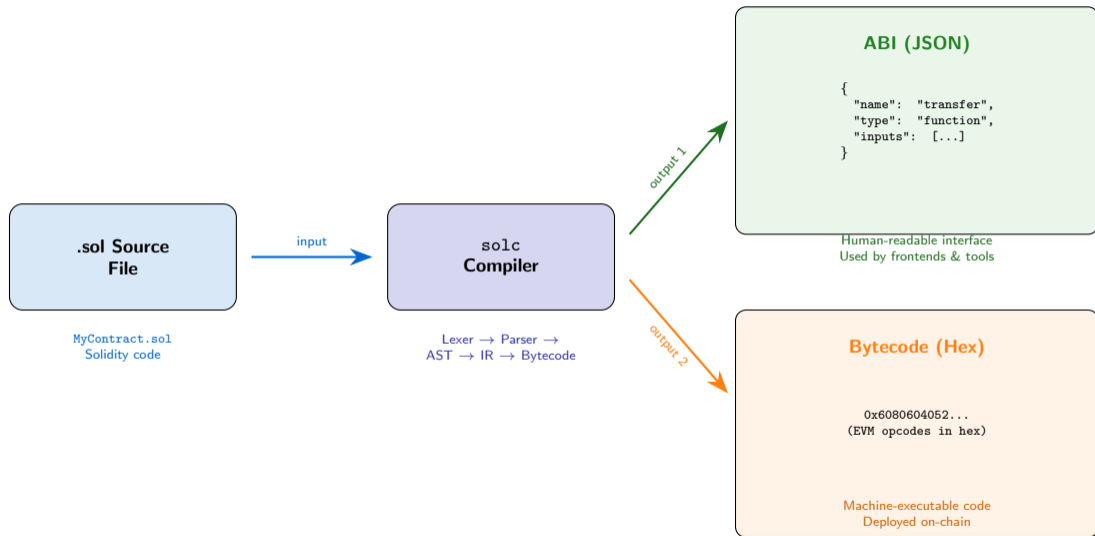 .sol Source
File
MyContract.sol
Solidity code
input
solc
Compiler
Lexer → Parser →
AST → IR → Bytecode
output 1
ABI (JSON)
{
"name": "transfer",
"type": "function",
"inputs": [...]
}
Human-readable interface
Used by frontends & tools
output 2
Bytecode (Hex)
0x6080604052...
(EVM opcodes in hex)
Machine-executable code
Deployed on-chain